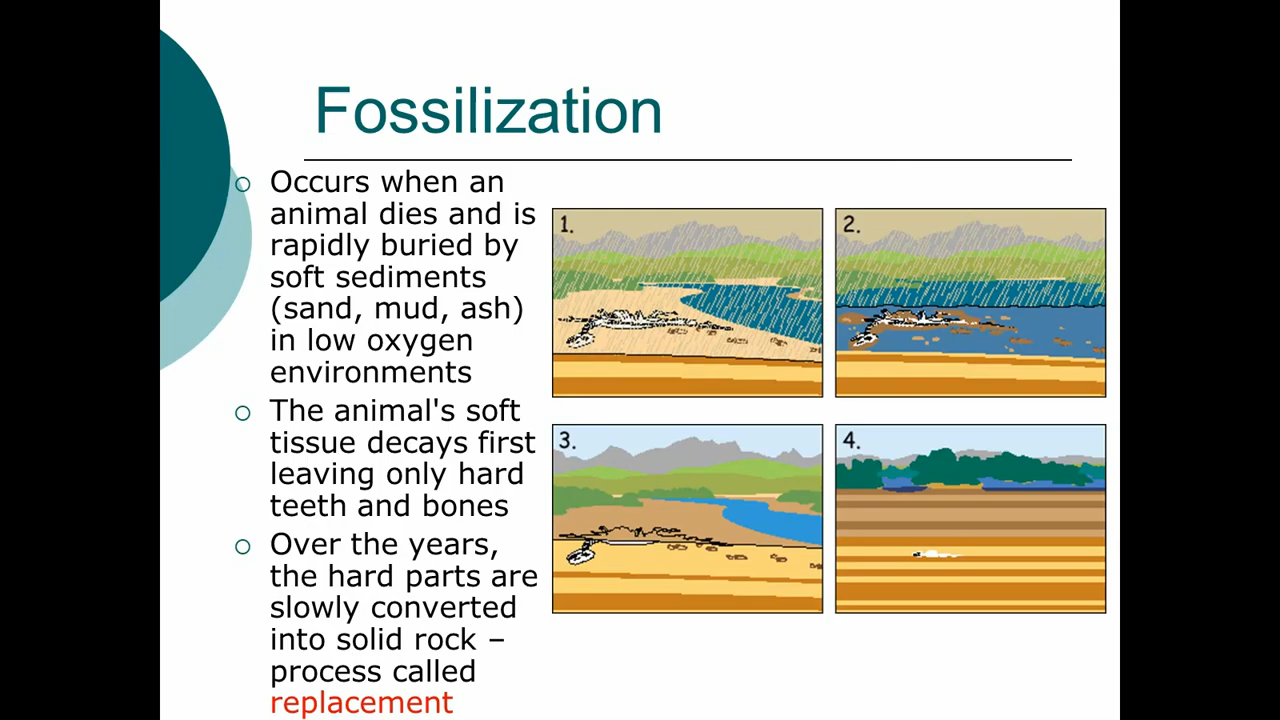 Fossilization
Occurs when an
animal dies and is
rapidly buried by
soft sediments
(sand, mud, ash)
in low oxygen
environments
The animal's soft
tissue decays first
leaving only hard
teeth and bones
Over the years,
the hard parts are
slowly converted
into solid rock –
process called
replacement
1.
2.
3.
4.